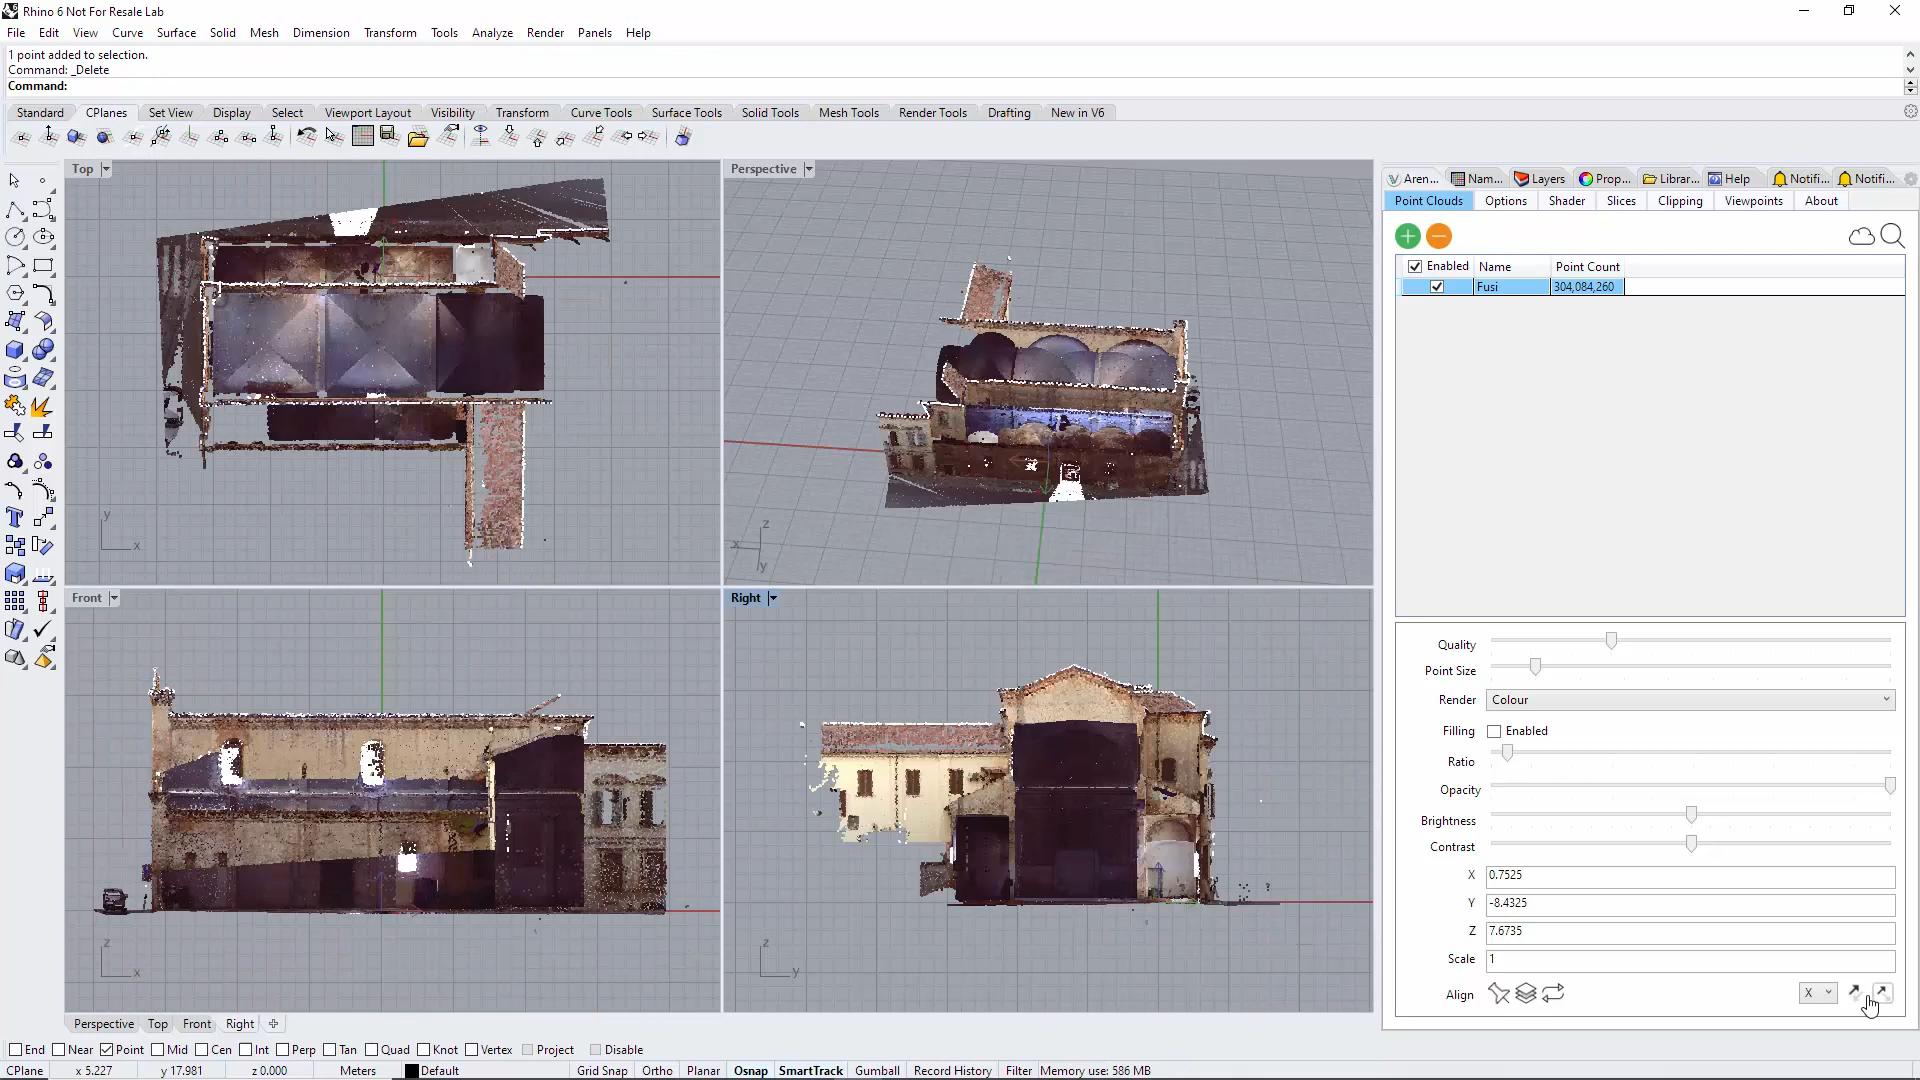 Rhino 6 Not For Resale Lab
File Edit View Curve Surface Solid Mesh Dimension Transform Tools Analyze Render Panels Help
1 point added to selection.
Command: _Delete
Command:
Standard CPlanes Set View Display Select Viewport Layout Visibility Transform Curve Tools Surface Tools Solid Tools Mesh Tools Render Tools Drafting New in V6
Top
Perspective
Front
Right
y
x
z
x
y
z
x
z
y
Aren... Nam... Layers Prop... Librar... Help Notifi... Notifi...
Point Clouds Options Shader Slices Clipping Viewpoints About
Enabled Name Point Count
Fusi 304,084,260
Quality
Point Size
Render Colour
Filling Enabled
Ratio
Opacity
Brightness
Contrast
X 0.7525
Y -8.4325
Z 7.6735
Scale 1
Align X
Perspective Top Front Right
End Near Point Mid Cen Int Perp Tan Quad Knot Vertex Project Disable
CPlane x 5.227 y 17.981 z 0.000 Meters Default Grid Snap Ortho Planar Osnap SmartTrack Gumball Record History Filter Memory use: 586 MB